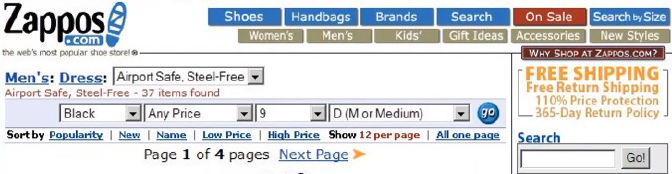 Zappos
.com
the web's most popular shoe store! ®
Shoes Handbags Brands Search On Sale Search by Size
Women's Men's Kids' Gift Ideas Accessories New Styles
WHY SHOP AT ZAPPOS.COM?
Men's: Dress: Airport Safe, Steel-Free
Airport Safe, Steel-Free - 37 items found
Black Any Price 9 D (M or Medium) go
Sort by Popularity | New | Name | Low Price | High Price Show 12 per page | All one page
Page 1 of 4 pages Next Page
FREE SHIPPING
Free Return Shipping
110% Price Protection
365-Day Return Policy
Search
Go!